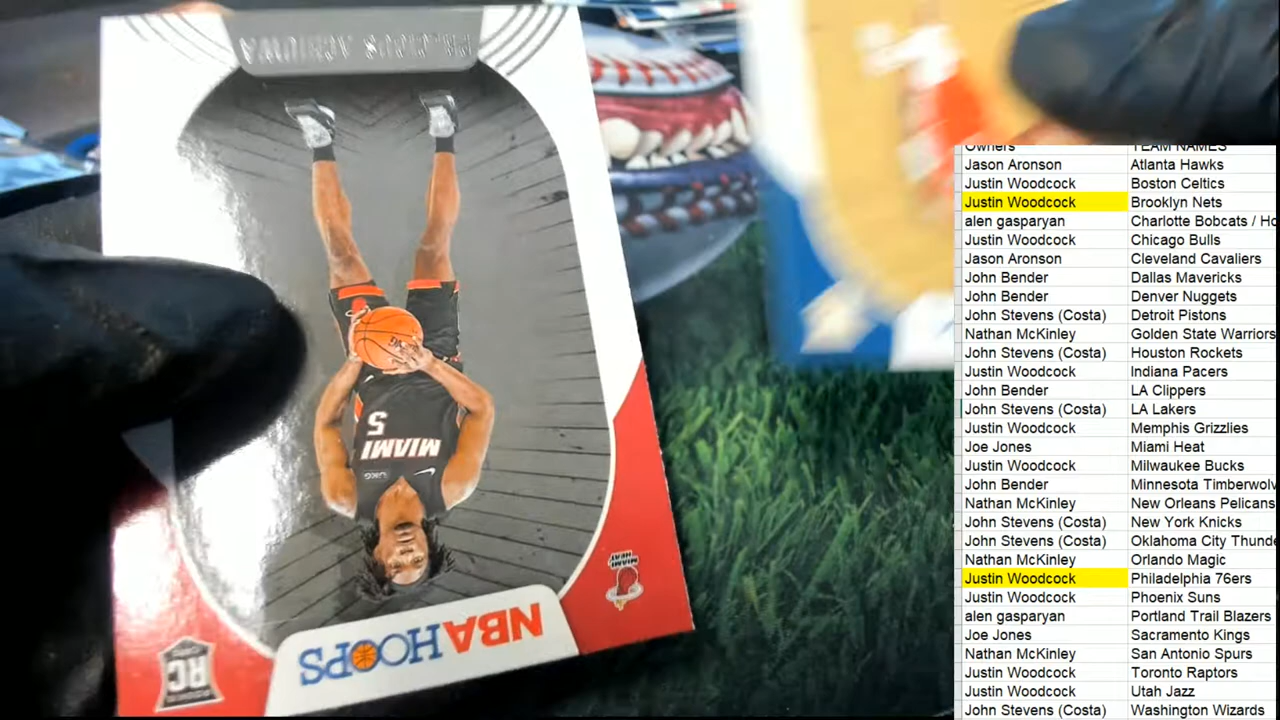 PRECIOUS ACHIUWA
5
MIAMI
MIAMI
HEAT
NBA HOOPS
RC
Owners TEAM NAMES
Jason Aronson Atlanta Hawks
Justin Woodcock Boston Celtics
Justin Woodcock Brooklyn Nets
alen gasparyan Charlotte Bobcats / Ho
Justin Woodcock Chicago Bulls
Jason Aronson Cleveland Cavaliers
John Bender Dallas Mavericks
John Bender Denver Nuggets
John Stevens (Costa) Detroit Pistons
Nathan McKinley Golden State Warriors
John Stevens (Costa) Houston Rockets
Justin Woodcock Indiana Pacers
John Bender LA Clippers
John Stevens (Costa) LA Lakers
Justin Woodcock Memphis Grizzlies
Joe Jones Miami Heat
Justin Woodcock Milwaukee Bucks
John Bender Minnesota Timberwolv
Nathan McKinley New Orleans Pelicans
John Stevens (Costa) New York Knicks
John Stevens (Costa) Oklahoma City Thunde
Nathan McKinley Orlando Magic
Justin Woodcock Philadelphia 76ers
Justin Woodcock Phoenix Suns
alen gasparyan Portland Trail Blazers
Joe Jones Sacramento Kings
Nathan McKinley San Antonio Spurs
Justin Woodcock Toronto Raptors
Justin Woodcock Utah Jazz
John Stevens (Costa) Washington Wizards